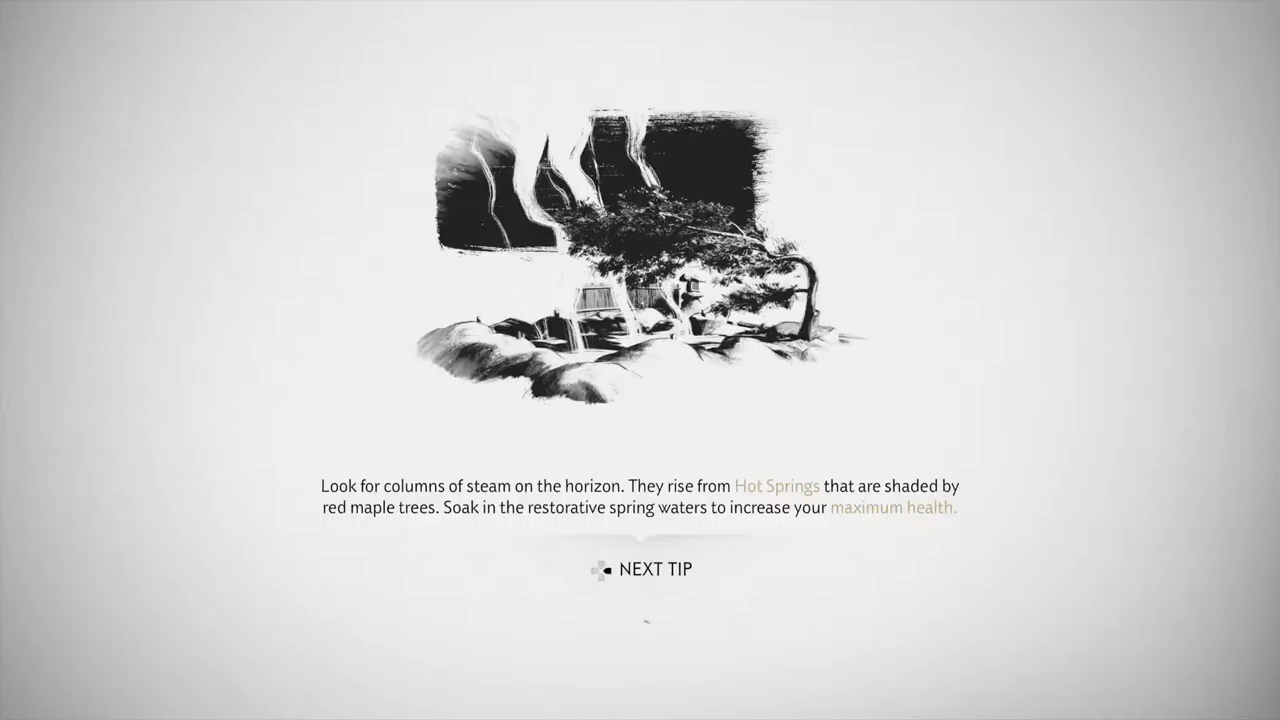 Look for columns of steam on the horizon. They rise from Hot Springs that are shaded by
red maple trees. Soak in the restorative spring waters to increase your maximum health.
NEXT TIP